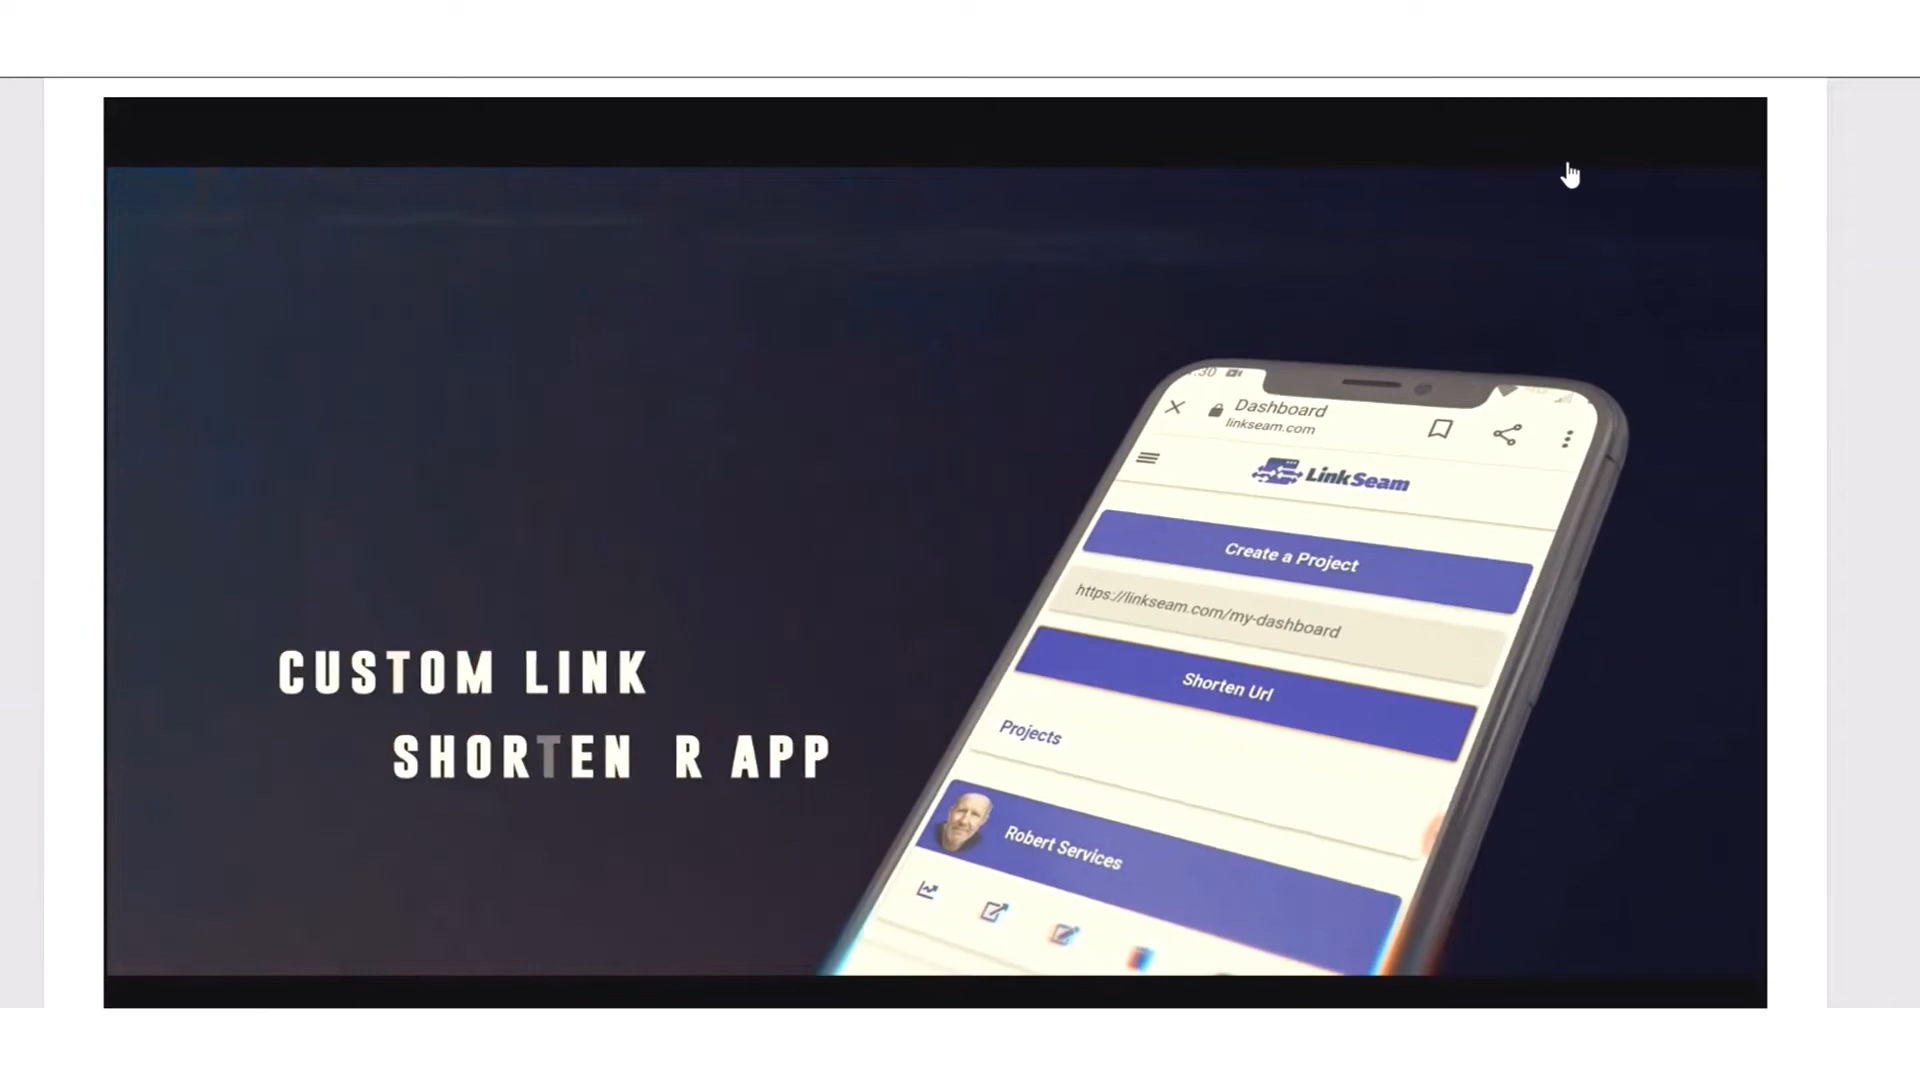 :30
Dashboard
linkseam.com
LinkSeam
Create a Project
https://linkseam.com/my-dashboard
Shorten Url
Projects
Robert Services
CUSTOM LINK
SHORTEN R APP